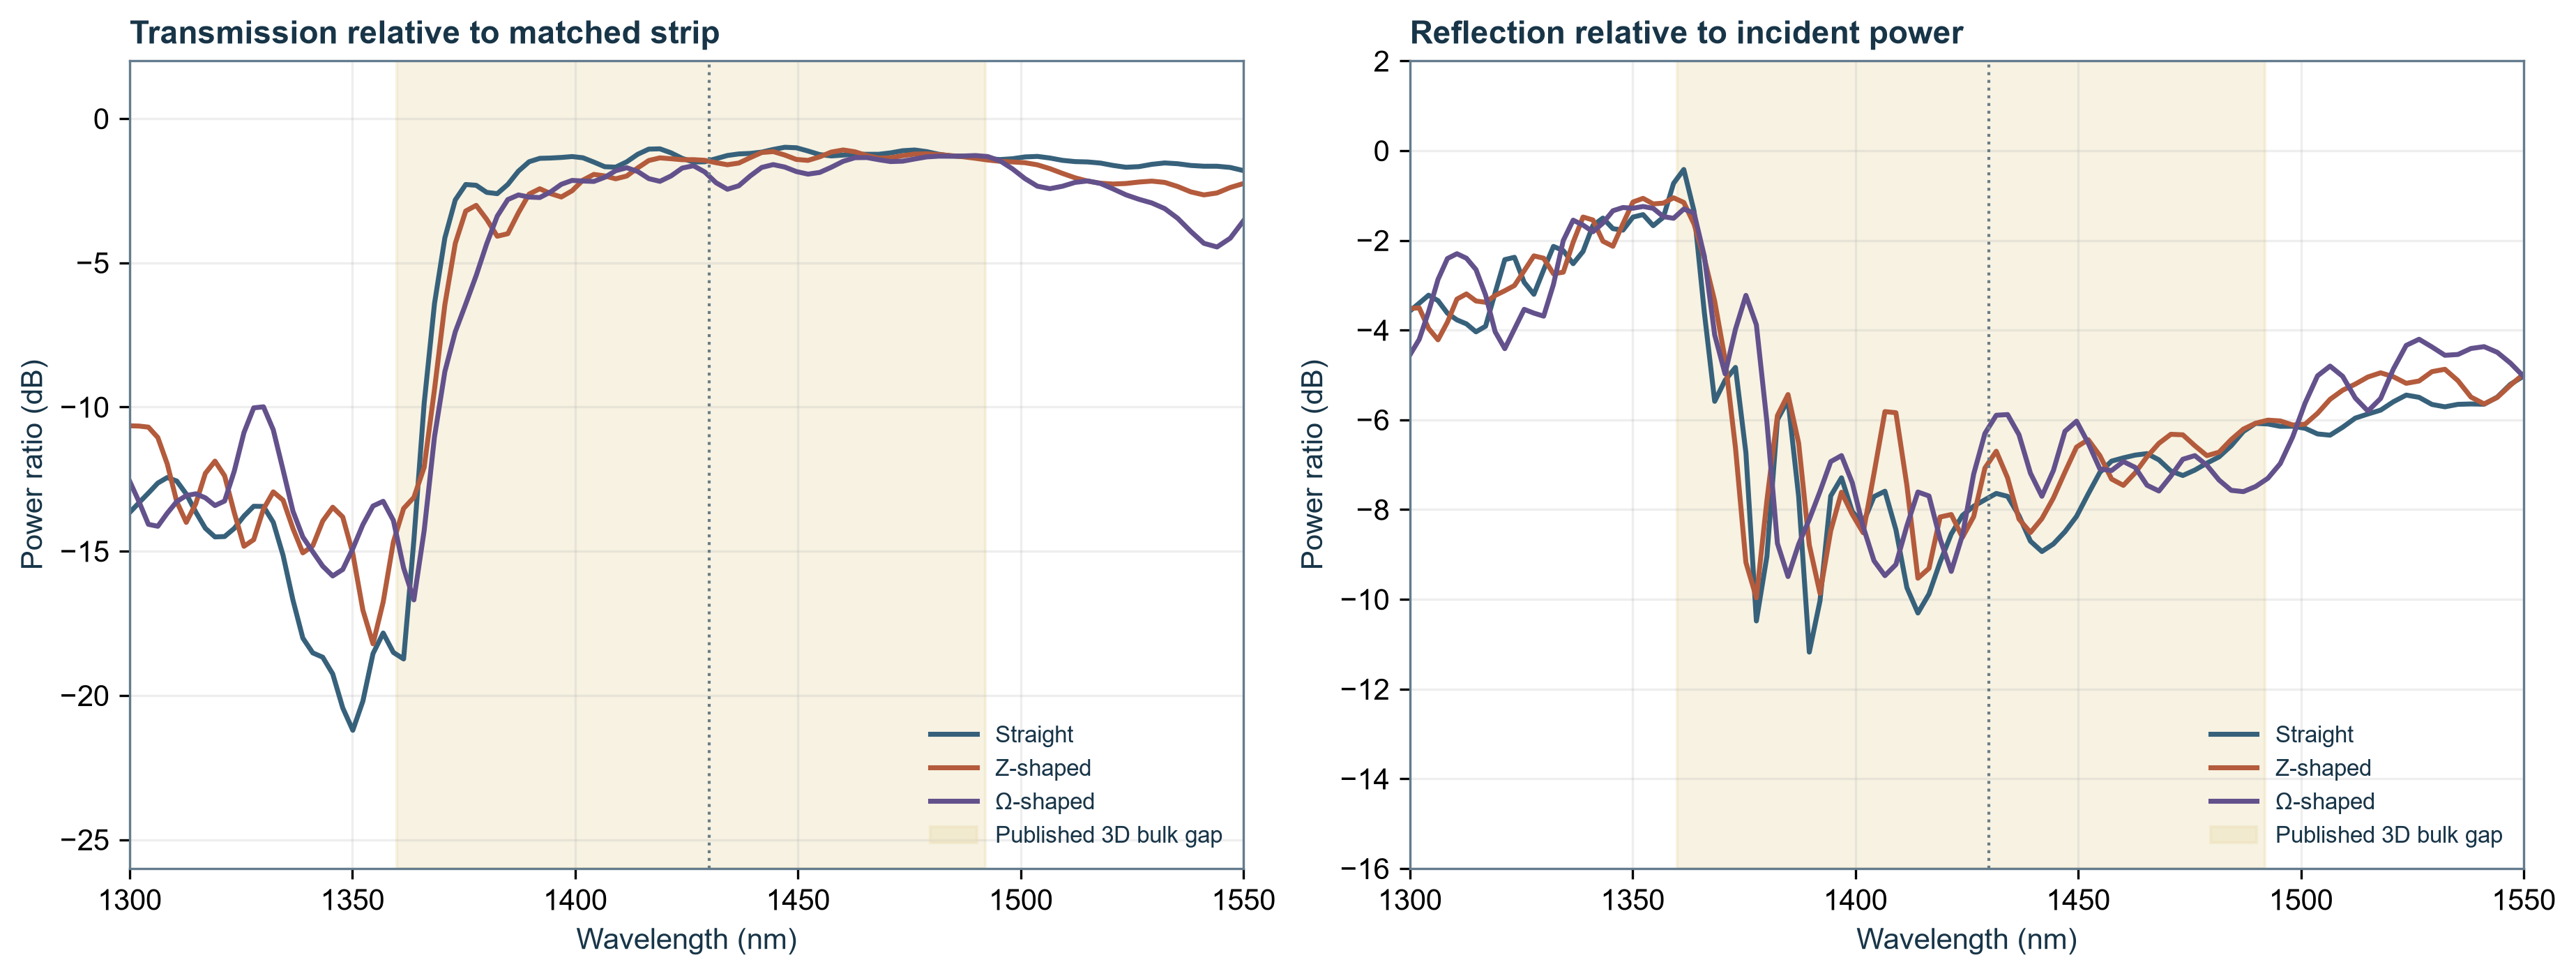 Transmission relative to matched strip
Power ratio (dB)
0
−5
−10
−15
−20
−25
Straight
Z-shaped
Ω-shaped
Published 3D bulk gap
1300
1350
1400
1450
1500
1550
Wavelength (nm)
Reflection relative to incident power
Power ratio (dB)
2
0
−2
−4
−6
−8
−10
−12
−14
−16
Straight
Z-shaped
Ω-shaped
Published 3D bulk gap
1300
1350
1400
1450
1500
1550
Wavelength (nm)